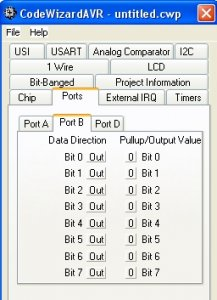 CodeWizardAVR - untitled.cwp
File Help
USI USART Analog Comparator I2C
1 Wire LCD
Bit-Banged Project Information
Chip Ports External IRQ Timers
Port A Port B Port D
Data Direction Pullup/Output Value
Bit 0 Out 0 Bit 0
Bit 1 Out 0 Bit 1
Bit 2 Out 0 Bit 2
Bit 3 Out 0 Bit 3
Bit 4 Out 0 Bit 4
Bit 5 Out 0 Bit 5
Bit 6 Out 0 Bit 6
Bit 7 Out 0 Bit 7